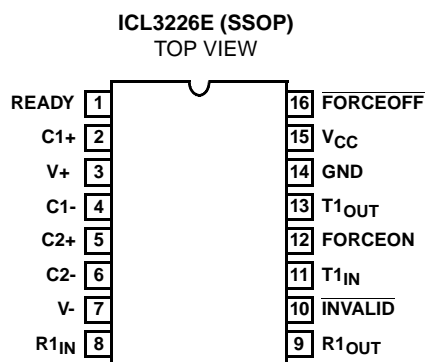 ICL3226E (SSOP)
TOP VIEW
READY 1 16 FORCEOFF
C1+ 2 15 VCC
V+ 3 14 GND
C1- 4 13 T1OUT
C2+ 5 12 FORCEON
C2- 6 11 T1IN
V- 7 10 INVALID
R1IN 8 9 R1OUT